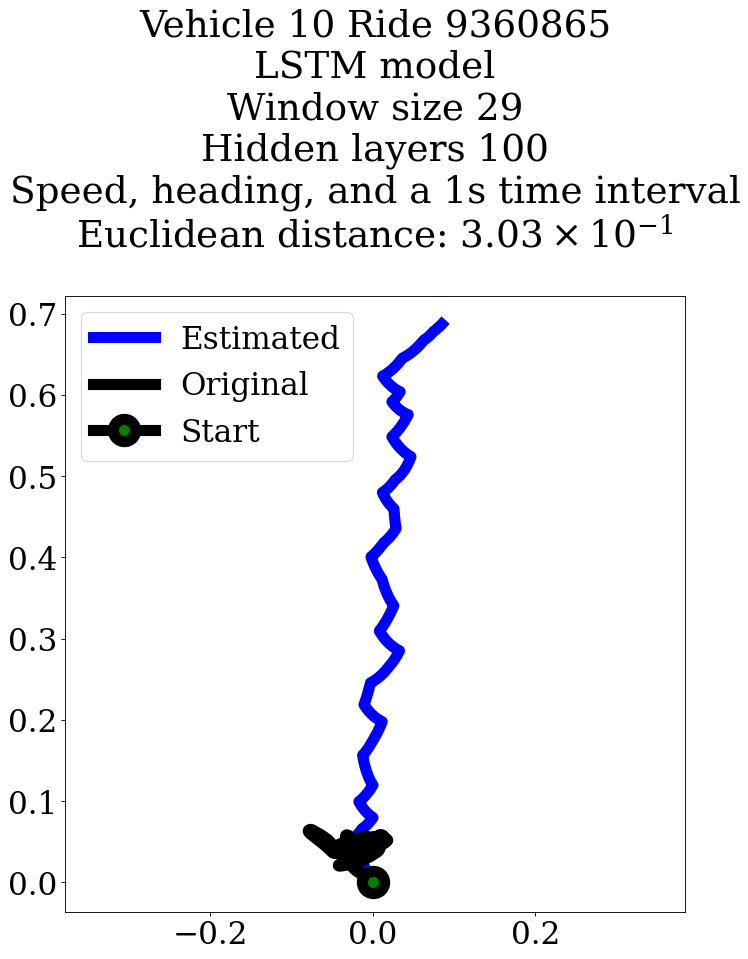 Vehicle 10 Ride 9360865
LSTM model
Window size 29
Hidden layers 100
Speed, heading, and a 1s time interval
Euclidean distance: 3.03 × 10⁻¹
Estimated
Original
Start
0.7
0.6
0.5
0.4
0.3
0.2
0.1
0.0
−0.2 0.0 0.2